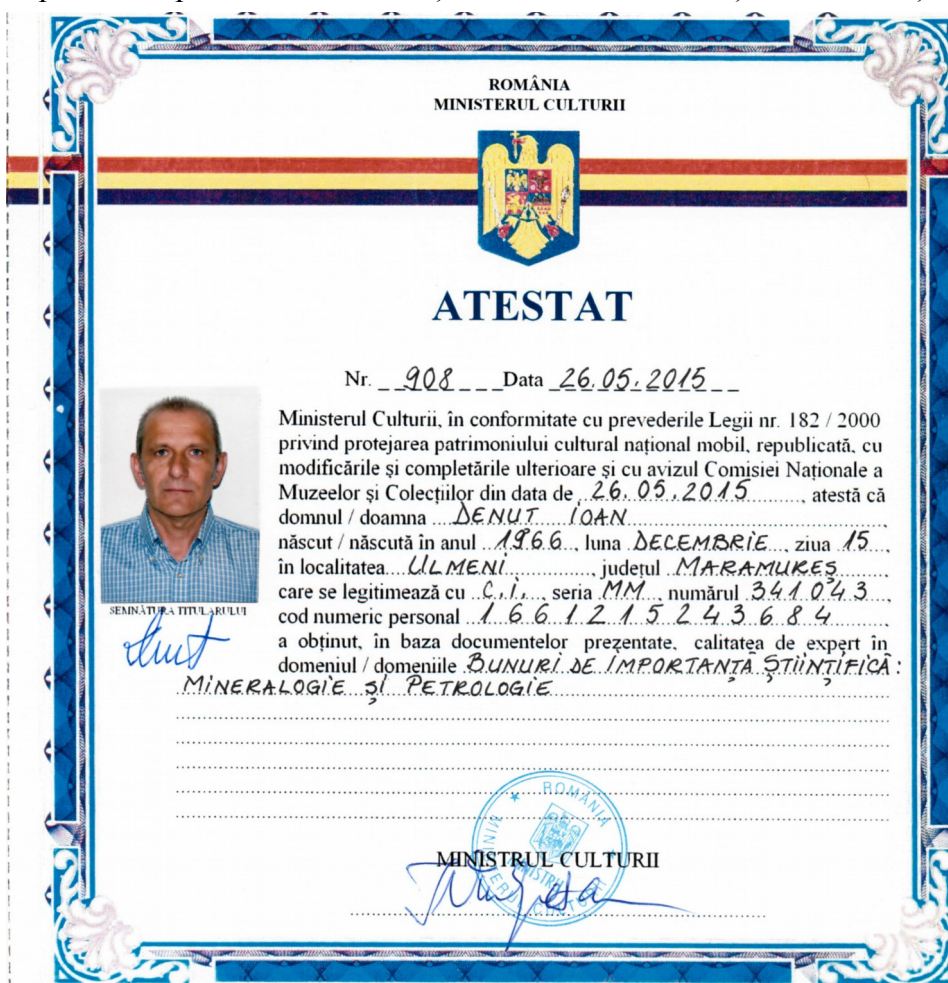 ROMÂNIA
MINISTERUL CULTURII
ATESTAT
Nr. 908 Data 26.05.2015
Ministerul Culturii, în conformitate cu prevederile Legii nr. 182 / 2000
privind protejarea patrimoniului cultural național mobil, republicată, cu
modificările și completările ulterioare și cu avizul Comisiei Naționale a
Muzeelor și Colecțiilor din data de 26.05.2015, atestă că
domnul / doamna DENUT IOAN,
născut / născută în anul 1966, luna DECEMBRIE, ziua 15,
în localitatea ULMENI, județul MARAMUREȘ,
care se legitimează cu C.i., seria MM, numărul 341043,
cod numeric personal 1661215243684,
a obținut, în baza documentelor prezentate, calitatea de expert în
domeniul / domeniile BUNURI DE IMPORTANȚĂ ȘTIINȚIFICĂ:
MINERALOGIE ȘI PETROLOGIE
SEMNĂTURA TITULARULUI
MINISTRUL CULTURII
ROMÂNIA
MINISTERUL CULTURII